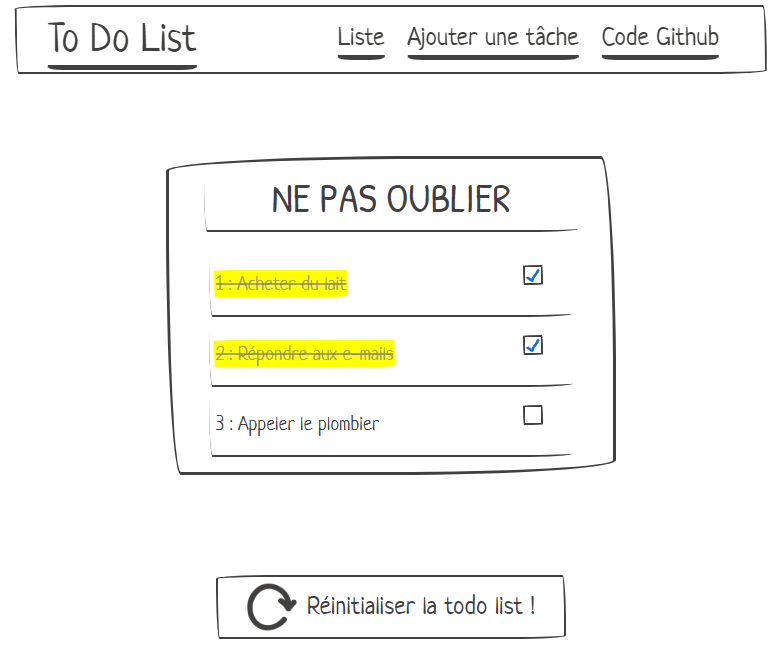 To Do List
Liste
Ajouter une tâche
Code Github
NE PAS OUBLIER
1 : Acheter du lait
2 : Répondre aux e-mails
3 : Appeler le plombier
Réinitialiser la todo list !